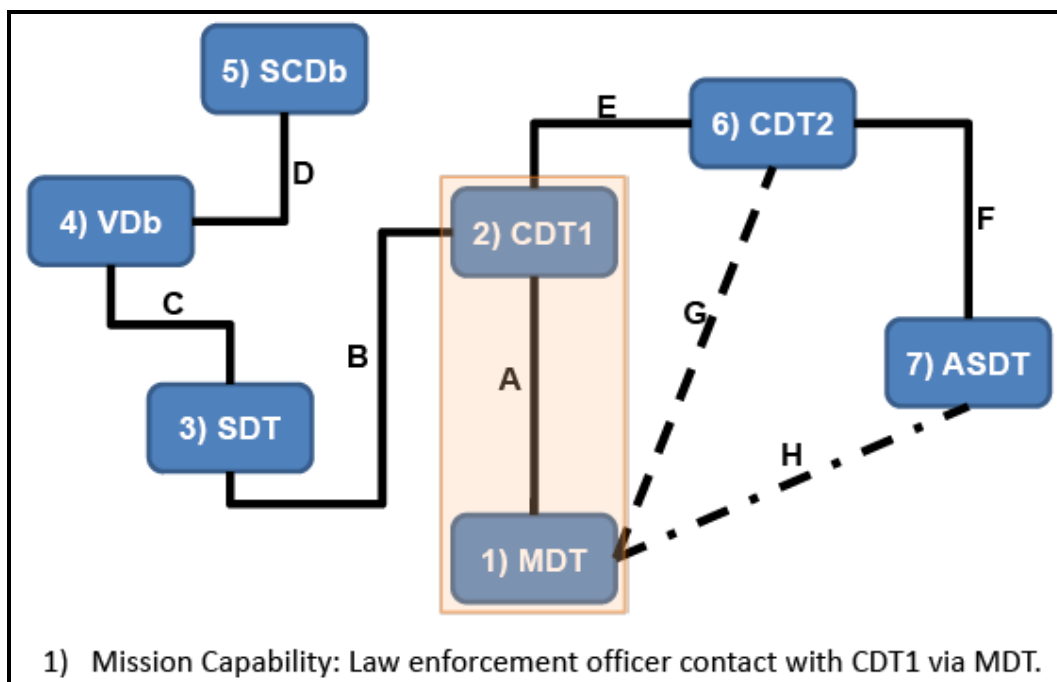 5) SCDb
E
6) CDT2
D
4) VDb
2) CDT1
F
C
G
B
A
7) ASDT
3) SDT
H
1) MDT
1) Mission Capability: Law enforcement officer contact with CDT1 via MDT.